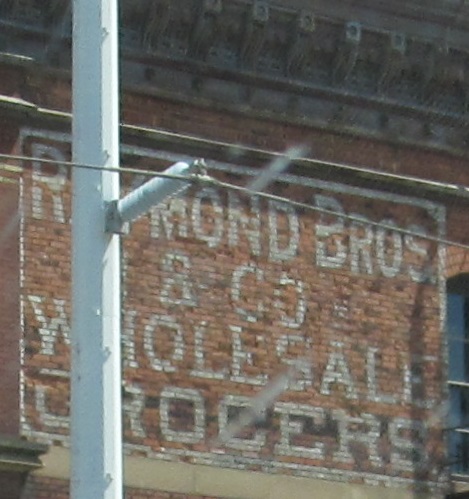 BROS.
& CO
WHOLESALE
GROCERS